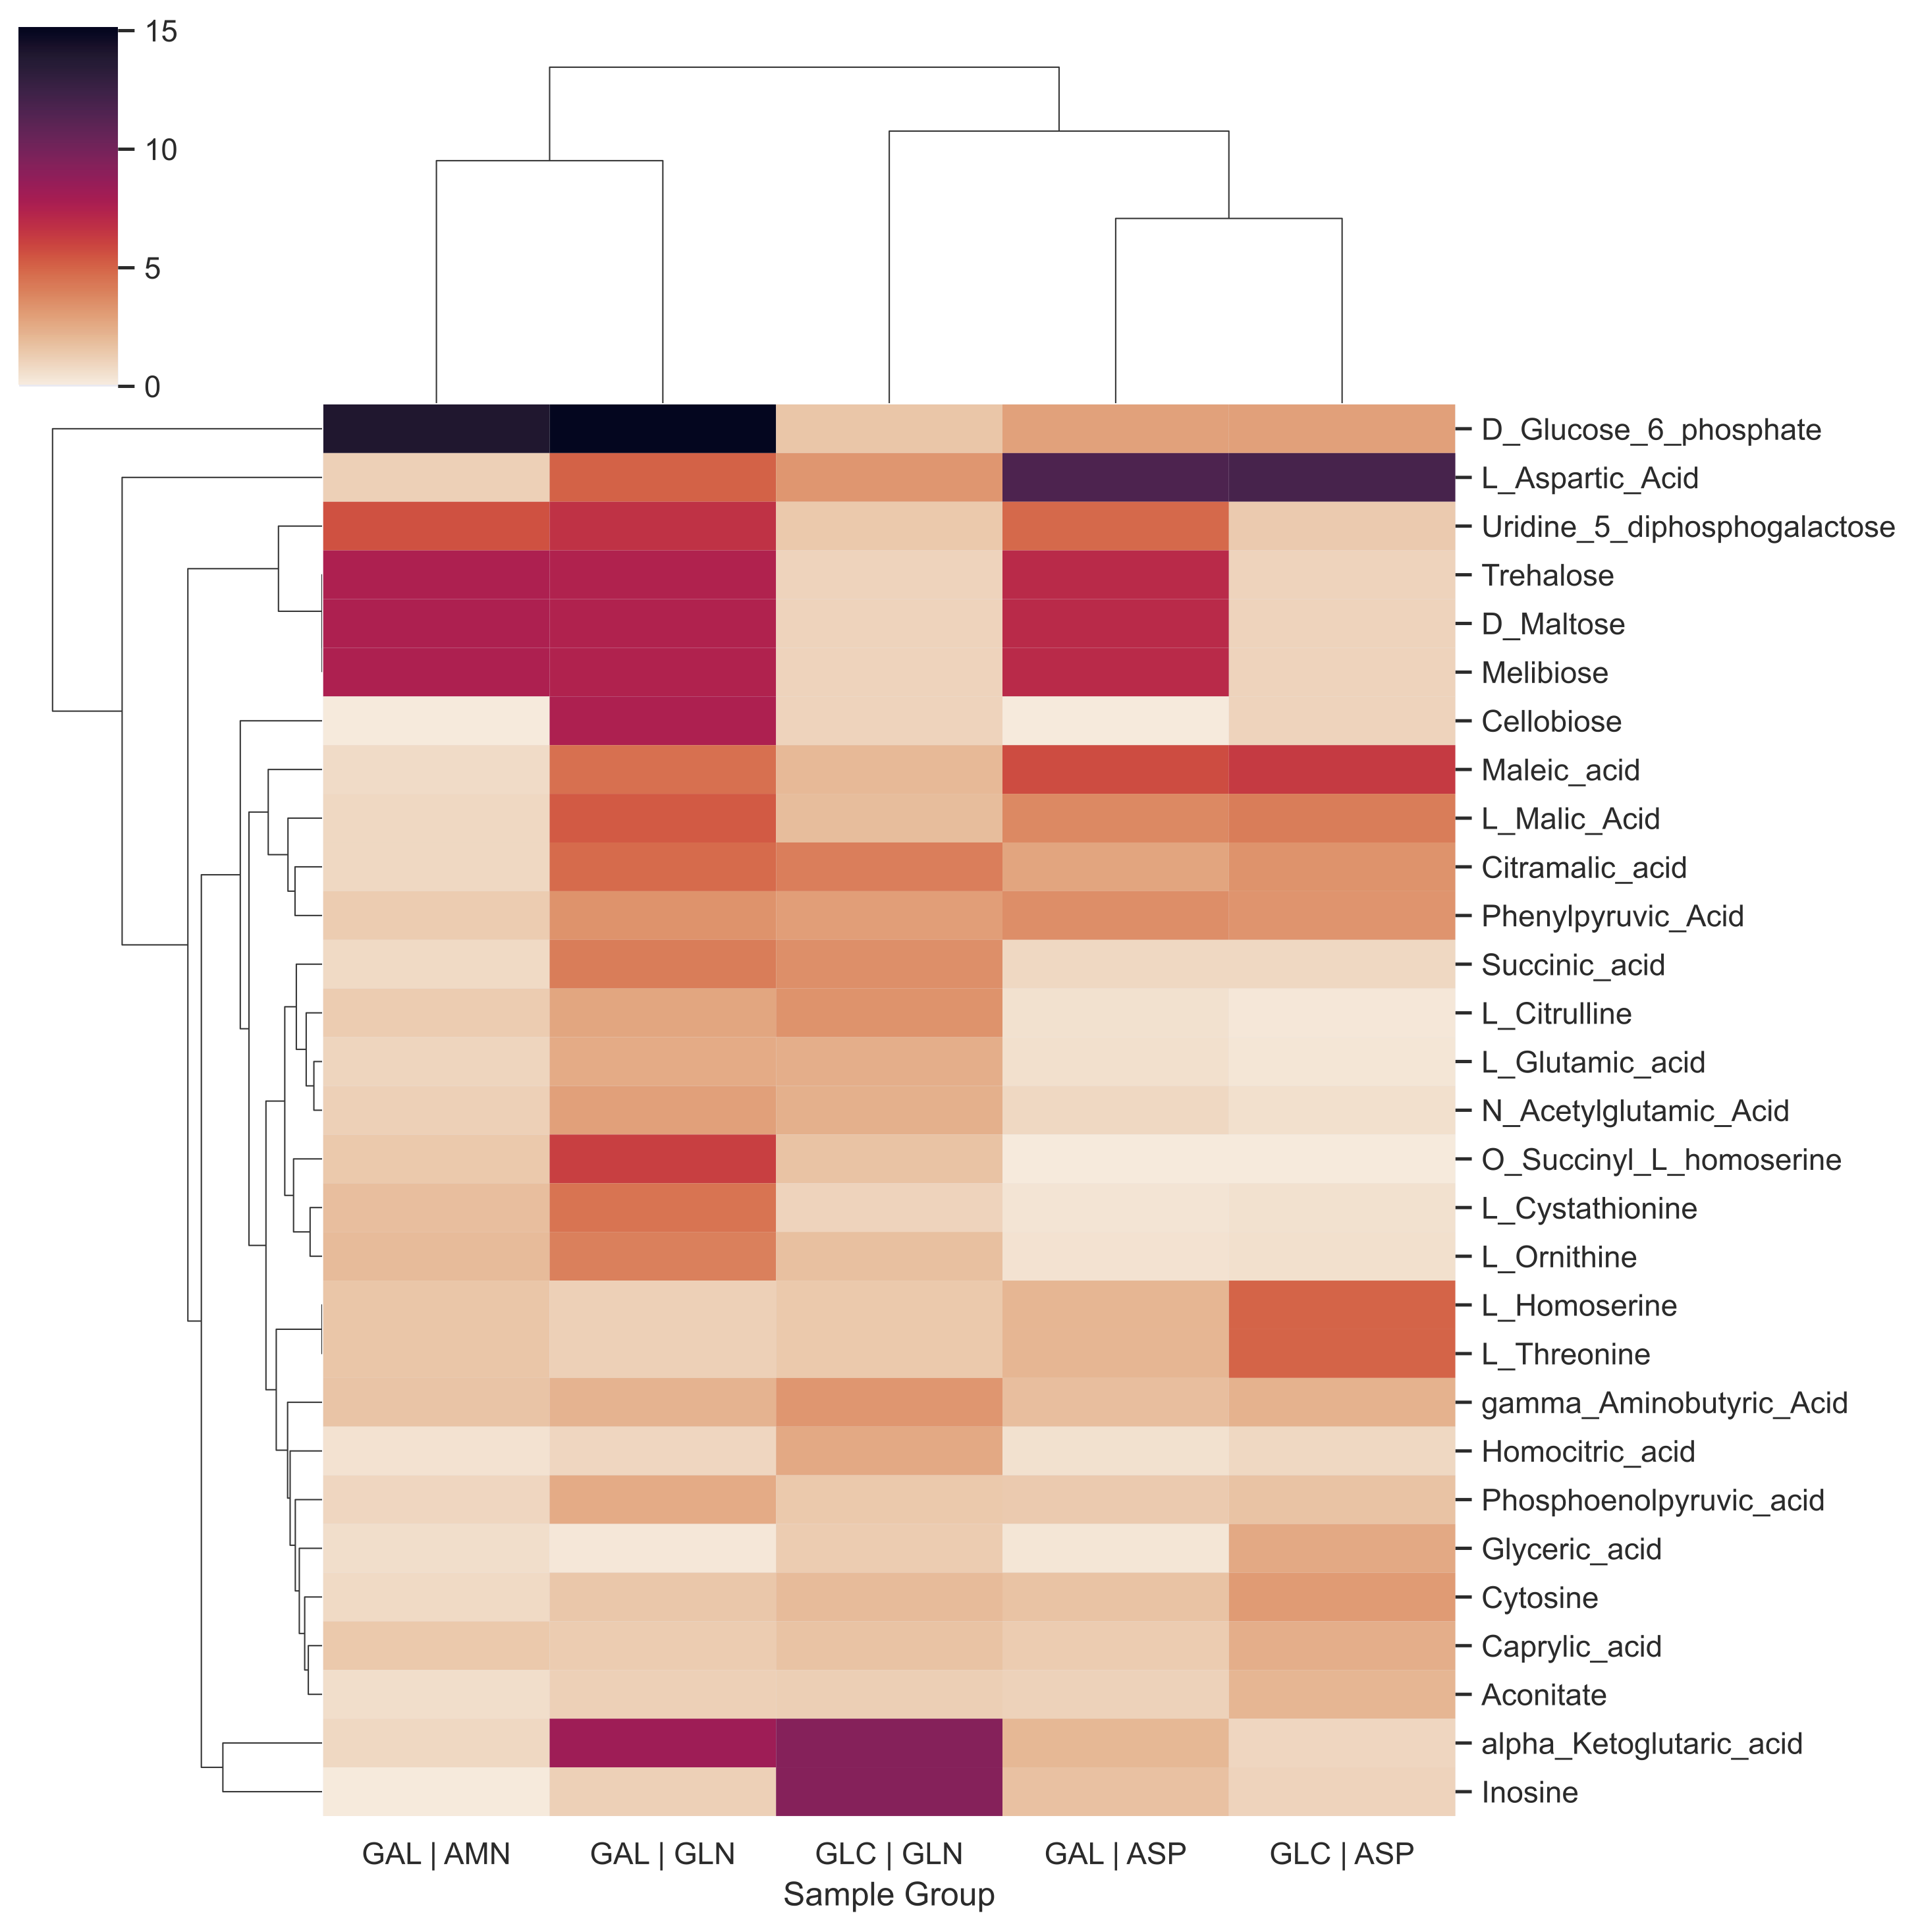 15
10
5
0
D_Glucose_6_phosphate
L_Aspartic_Acid
Uridine_5_diphosphogalactose
Trehalose
D_Maltose
Melibiose
Cellobiose
Maleic_acid
L_Malic_Acid
Citramalic_acid
Phenylpyruvic_Acid
Succinic_acid
L_Citrulline
L_Glutamic_acid
N_Acetylglutamic_Acid
O_Succinyl_L_homoserine
L_Cystathionine
L_Ornithine
L_Homoserine
L_Threonine
gamma_Aminobutyric_Acid
Homocitric_acid
Phosphoenolpyruvic_acid
Glyceric_acid
Cytosine
Caprylic_acid
Aconitate
alpha_Ketoglutaric_acid
Inosine
GAL | AMN GAL | GLN GLC | GLN GAL | ASP GLC | ASP
Sample Group